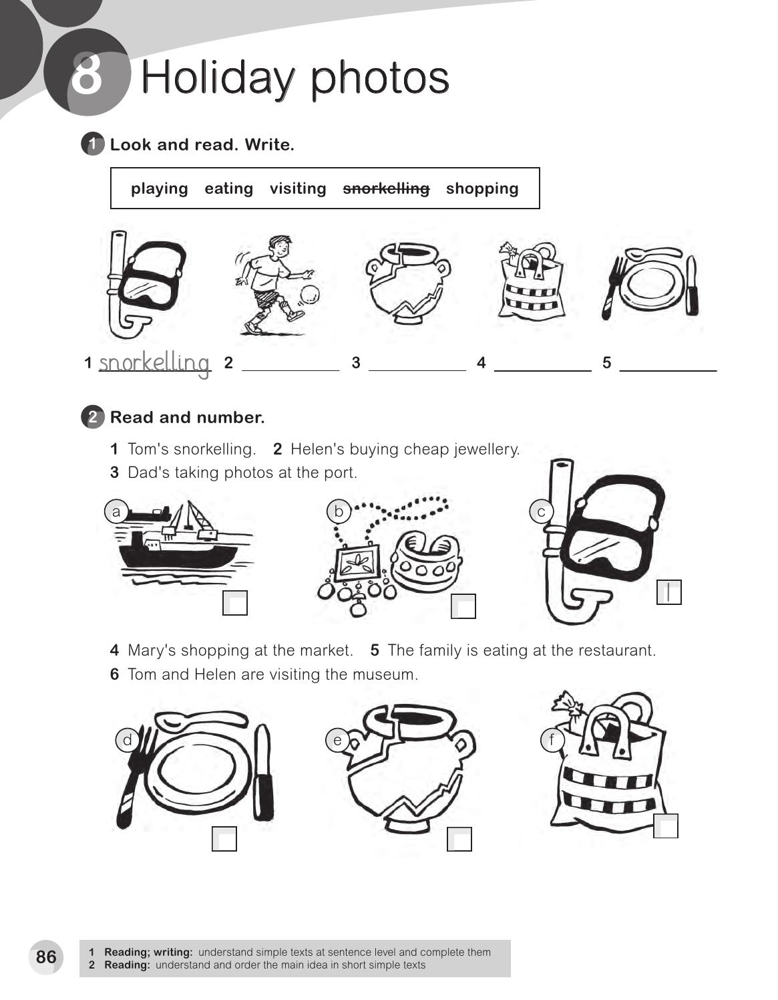 8 Holiday photos
1 Look and read. Write.
playing eating visiting snorkelling shopping
1 snorkelling 2 3 4 5
2 Read and number.
1 Tom's snorkelling. 2 Helen's buying cheap jewellery.
3 Dad's taking photos at the port.
a b c
1
4 Mary's shopping at the market. 5 The family is eating at the restaurant.
6 Tom and Helen are visiting the museum.
d e f
86
1 Reading; writing: understand simple texts at sentence level and complete them
2 Reading: understand and order the main idea in short simple texts